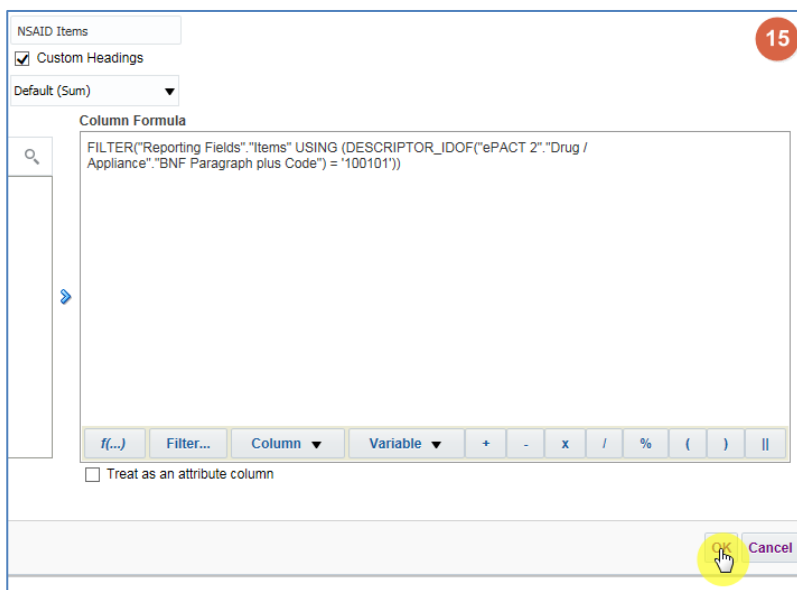 NSAID Items
15
Custom Headings
Default (Sum)
Column Formula
FILTER("Reporting Fields"."Items" USING (DESCRIPTOR_IDOF("ePACT 2"."Drug /
Appliance"."BNF Paragraph plus Code") = '100101'))
f(...) Filter... Column Variable + - x / % ( ) ||
Treat as an attribute column
OK Cancel